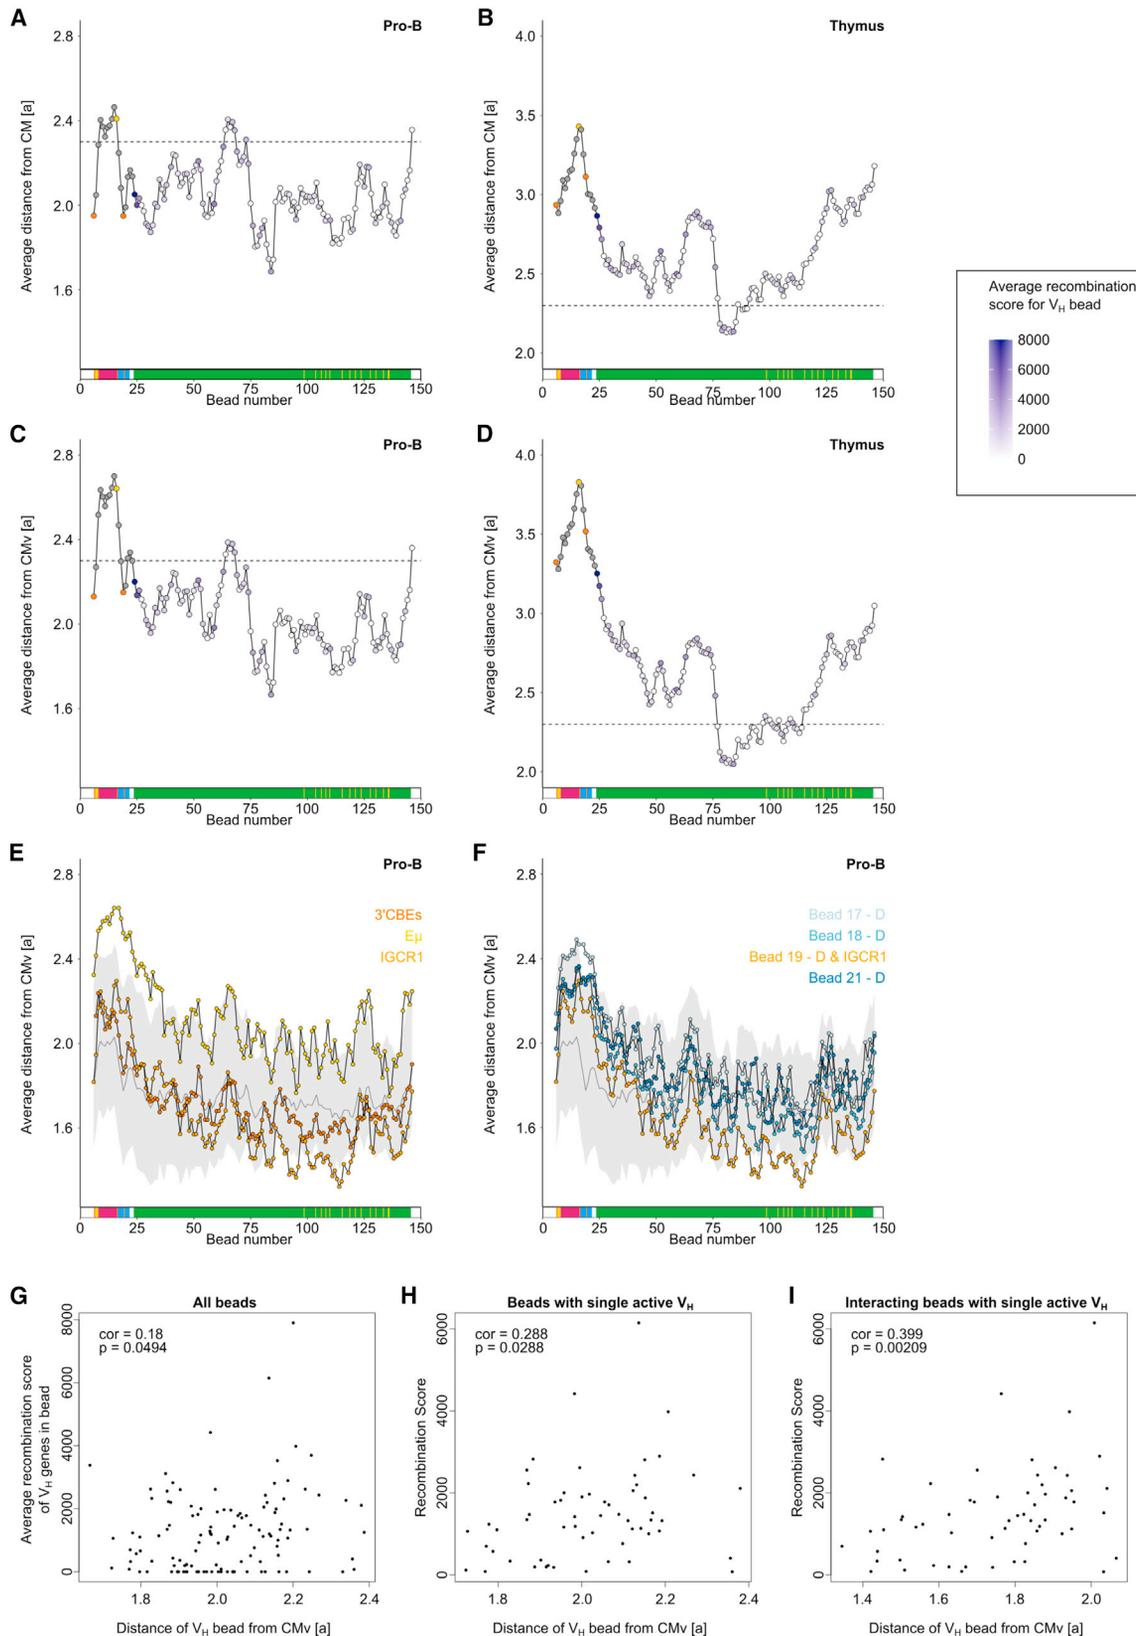 A
Pro-B
Average distance from CM [a]
2.8
2.4
2.0
1.6
0 25 50 75 100 125 150
Bead number
B
Thymus
Average distance from CM [a]
4.0
3.5
3.0
2.5
2.0
0 25 50 75 100 125 150
Bead number
Average recombination
score for VH bead
8000
6000
4000
2000
0
C
Pro-B
Average distance from CMv [a]
2.8
2.4
2.0
1.6
0 25 50 75 100 125 150
Bead number
D
Thymus
Average distance from CMv [a]
4.0
3.5
3.0
2.5
2.0
0 25 50 75 100 125 150
Bead number
E
Pro-B
3'CBEs
Eμ
IGCR1
Average distance from CMv [a]
2.8
2.4
2.0
1.6
0 25 50 75 100 125 150
Bead number
F
Pro-B
Bead 17 - D
Bead 18 - D
Bead 19 - D & IGCR1
Bead 21 - D
Average distance from CMv [a]
2.8
2.4
2.0
1.6
0 25 50 75 100 125 150
Bead number
G
All beads
cor = 0.18
p = 0.0494
Average recombination score
of VH genes in bead
8000
6000
4000
2000
0
1.8 2.0 2.2 2.4
Distance of VH bead from CMv [a]
H
Beads with single active VH
cor = 0.288
p = 0.0288
Recombination Score
6000
4000
2000
0
1.8 2.0 2.2 2.4
Distance of VH bead from CMv [a]
I
Interacting beads with single active VH
cor = 0.399
p = 0.00209
Recombination Score
6000
4000
2000
0
1.4 1.6 1.8 2.0
Distance of VH bead from CMv [a]